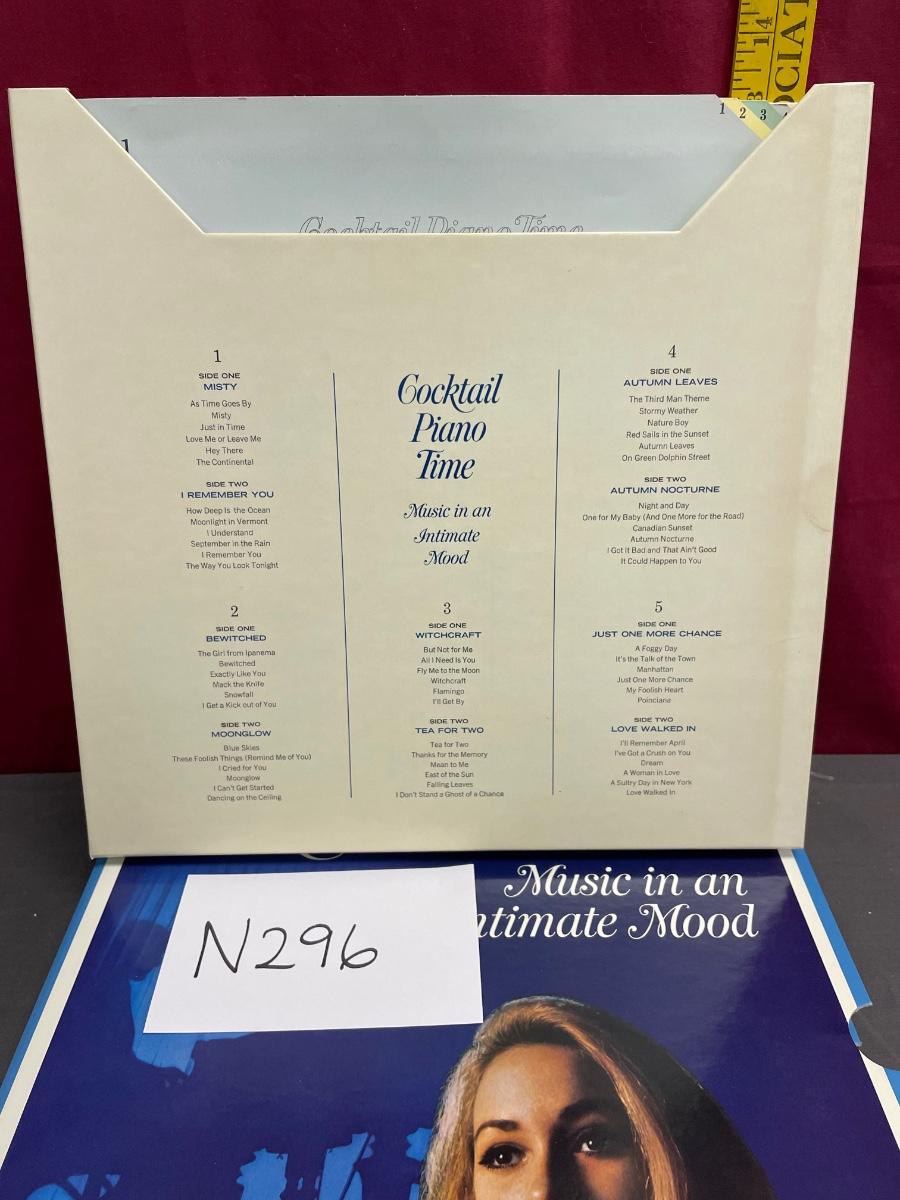 14
3
OCIAT
1 2 3
1
Cocktail Piano Time
1
SIDE ONE
MISTY
As Time Goes By
Misty
Just in Time
Love Me or Leave Me
Hey There
The Continental
SIDE TWO
I REMEMBER YOU
How Deep Is the Ocean
Moonlight in Vermont
I Understand
September in the Rain
I Remember You
The Way You Look Tonight
2
SIDE ONE
BEWITCHED
The Girl from Ipanema
Bewitched
Exactly Like You
Mack the Knife
Snowfall
I Get a Kick out of You
SIDE TWO
MOONGLOW
Blue Skies
These Foolish Things (Remind Me of You)
I Cried for You
Moonglow
I Can't Get Started
Dancing on the Ceiling
Cocktail
Piano
Time
Music in an
Intimate
Mood
3
SIDE ONE
WITCHCRAFT
But Not for Me
All I Need Is You
Fly Me to the Moon
Witchcraft
Flamingo
I'll Get By
SIDE TWO
TEA FOR TWO
Tea for Two
Thanks for the Memory
Mean to Me
East of the Sun
Falling Leaves
I Don't Stand a Ghost of a Chance
4
SIDE ONE
AUTUMN LEAVES
The Third Man Theme
Stormy Weather
Nature Boy
Red Sails in the Sunset
Autumn Leaves
On Green Dolphin Street
SIDE TWO
AUTUMN NOCTURNE
Night and Day
One for My Baby (And One More for the Road)
Canadian Sunset
Autumn Nocturne
I Got it Bad and That Ain't Good
It Could Happen to You
5
SIDE ONE
JUST ONE MORE CHANCE
A Foggy Day
It's the Talk of the Town
Manhattan
Just One More Chance
My Foolish Heart
Poinciana
SIDE TWO
LOVE WALKED IN
I'll Remember April
I've Got a Crush on You
Dream
A Woman in Love
A Sultry Day in New York
Love Walked In
Music in an
ntimate Mood
N296